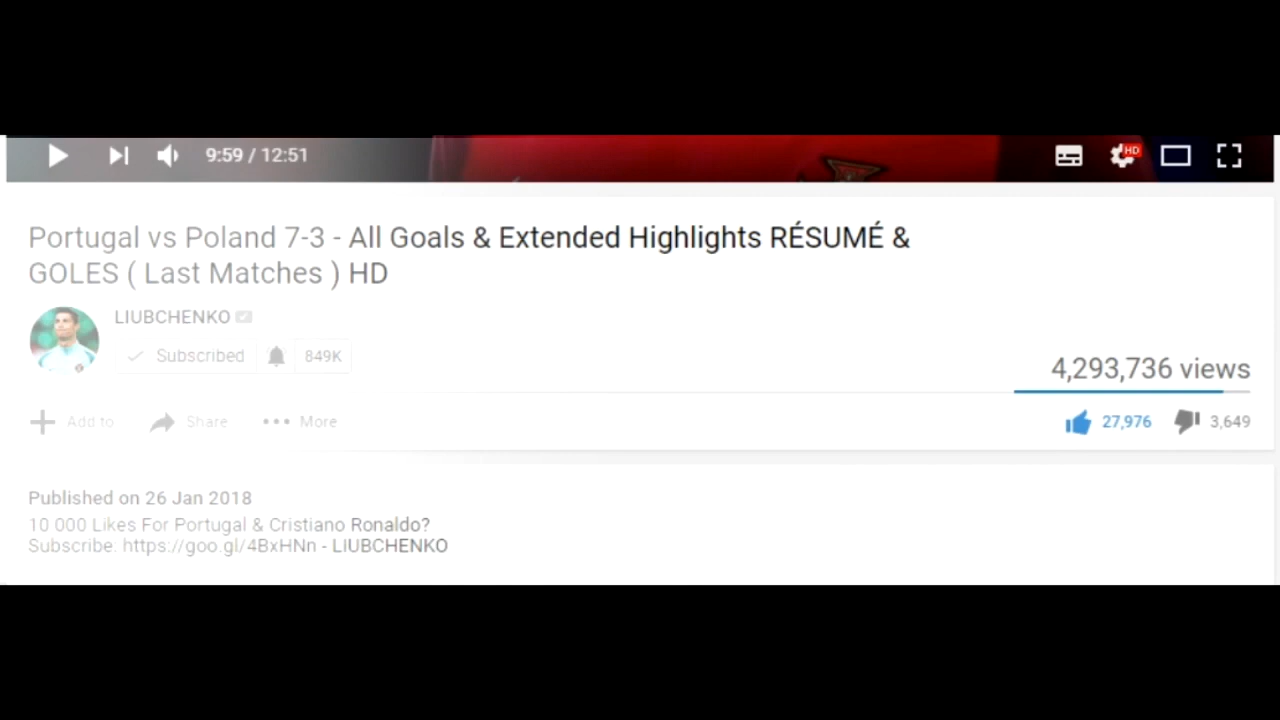 9:59 / 12:51
HD
Portugal vs Poland 7-3 - All Goals & Extended Highlights RÉSUMÉ &
GOLES ( Last Matches ) HD
LIUBCHENKO
Subscribed 849K
4,293,736 views
Add to Share More
27,976 3,649
Published on 26 Jan 2018
10 000 Likes For Portugal & Cristiano Ronaldo?
Subscribe: https://goo.gl/4BxHNn - LIUBCHENKO